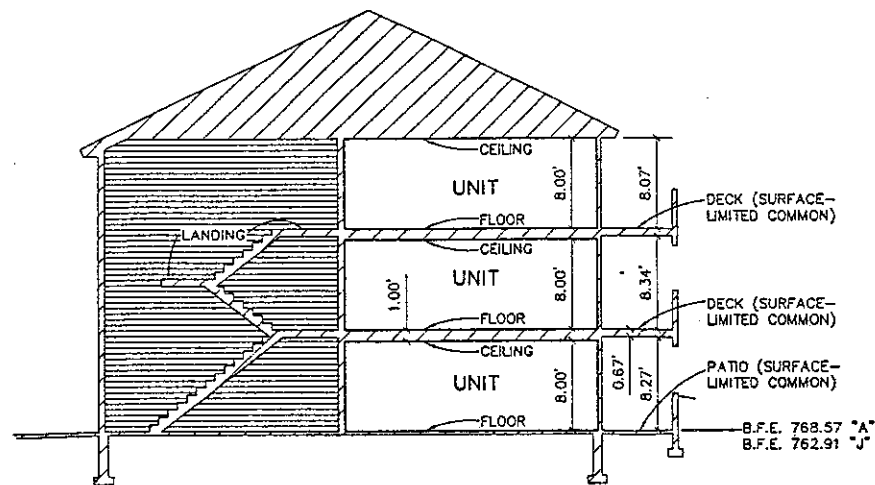 CEILING
UNIT
8.00'
8.07'
FLOOR
DECK (SURFACE-
LIMITED COMMON)
LANDING
CEILING
UNIT
1.00'
8.00'
8.34'
FLOOR
DECK (SURFACE-
LIMITED COMMON)
CEILING
UNIT
8.00'
0.67'
8.27'
PATIO (SURFACE-
LIMITED COMMON)
FLOOR
B.F.E. 768.57 "A"
B.F.E. 762.91 "J"